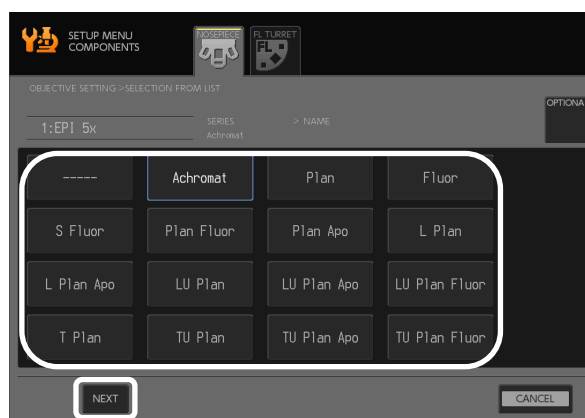 SETUP MENU
COMPONENTS
NOSEPIECE
FL TURRET
FL
OBJECTIVE SETTING >SELECTION FROM LIST
OPTIONA
1:EPI 5x
SERIES > NAME
Achromat
----- Achromat Plan Fluor
S Fluor Plan Fluor Plan Apo L Plan
L Plan Apo LU Plan LU Plan Apo LU Plan Fluor
T Plan TU Plan TU Plan Apo TU Plan Fluor
NEXT CANCEL